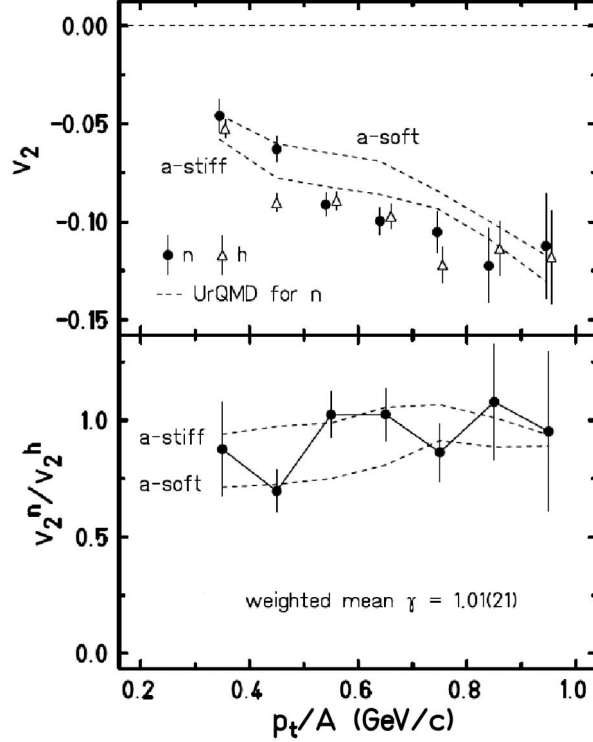 0.00
−0.05
−0.10
−0.15
v2
a-soft
a-stiff
n h
UrQMD for n
1.0
0.5
0.0
v2n/v2h
a-stiff
a-soft
weighted mean γ = 1.01(21)
0.2 0.4 0.6 0.8 1.0
pt/A (GeV/c)